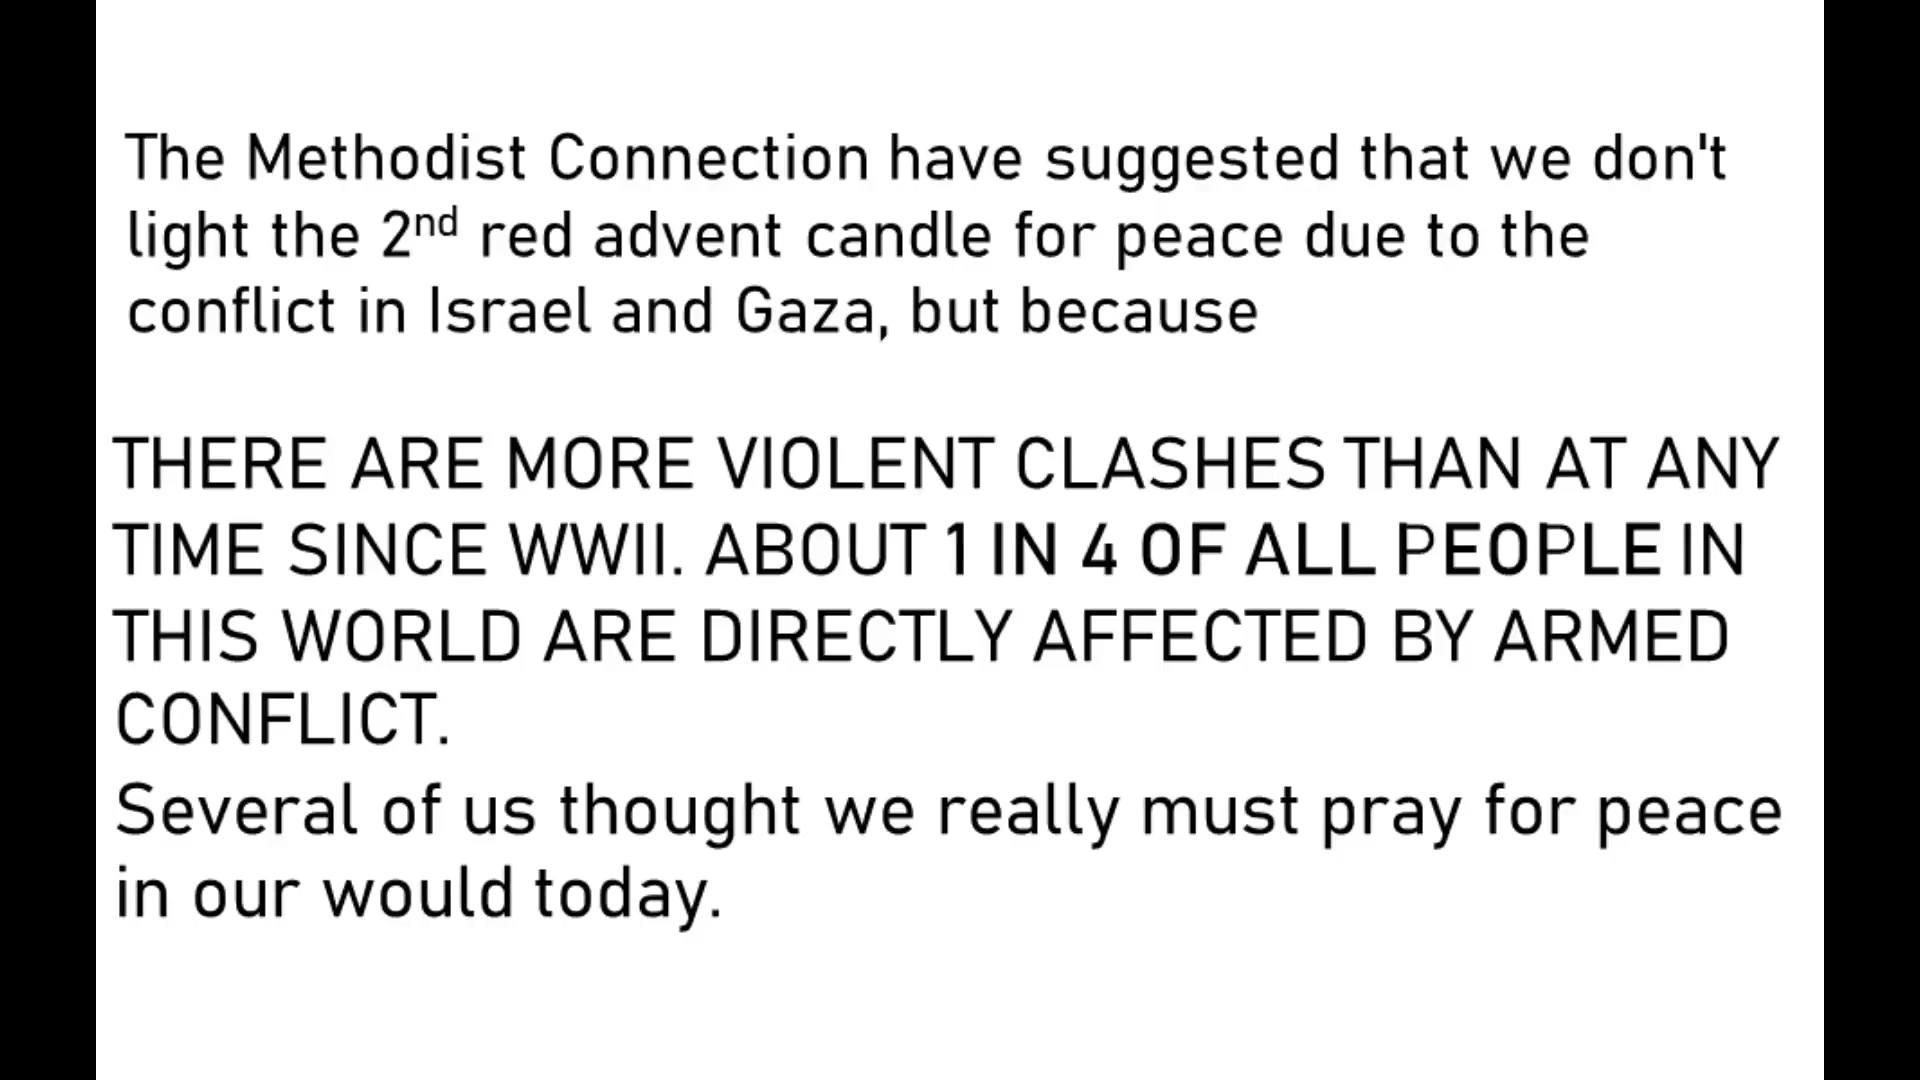 The Methodist Connection have suggested that we don't
light the 2nd red advent candle for peace due to the
conflict in Israel and Gaza, but because
THERE ARE MORE VIOLENT CLASHES THAN AT ANY
TIME SINCE WWII. ABOUT 1 IN 4 OF ALL PEOPLE IN
THIS WORLD ARE DIRECTLY AFFECTED BY ARMED
CONFLICT.
Several of us thought we really must pray for peace
in our would today.